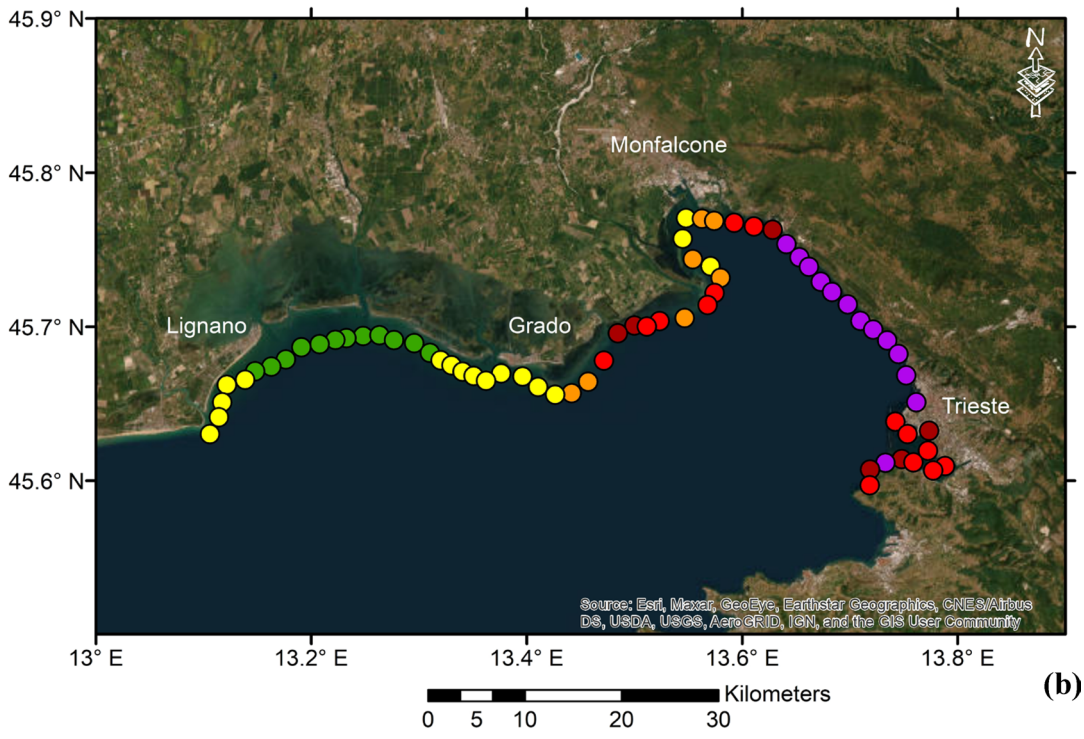 45.9° N
N
Monfalcone
45.8° N
45.7° N
Lignano
Grado
Trieste
45.6° N
Source: Esri, Maxar, GeoEye, Earthstar Geographics, CNES/Airbus
DS, USDA, USGS, AeroGRID, IGN, and the GIS User Community
13° E
13.2° E
13.4° E
13.6° E
13.8° E
(b)
Kilometers
0 5 10 20 30